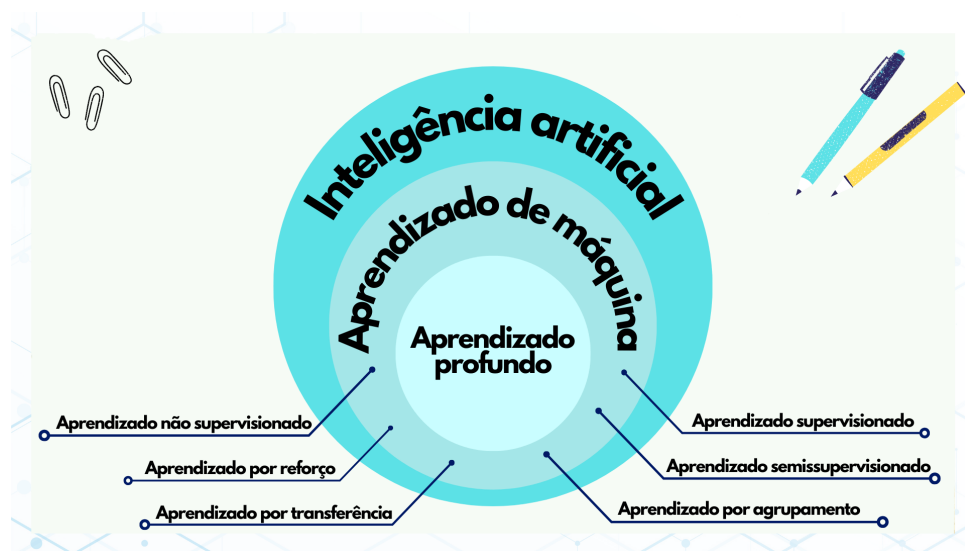 Inteligência artificial
Aprendizado de máquina
Aprendizado
profundo
Aprendizado não supervisionado
Aprendizado por reforço
Aprendizado por transferência
Aprendizado supervisionado
Aprendizado semissupervisionado
Aprendizado por agrupamento